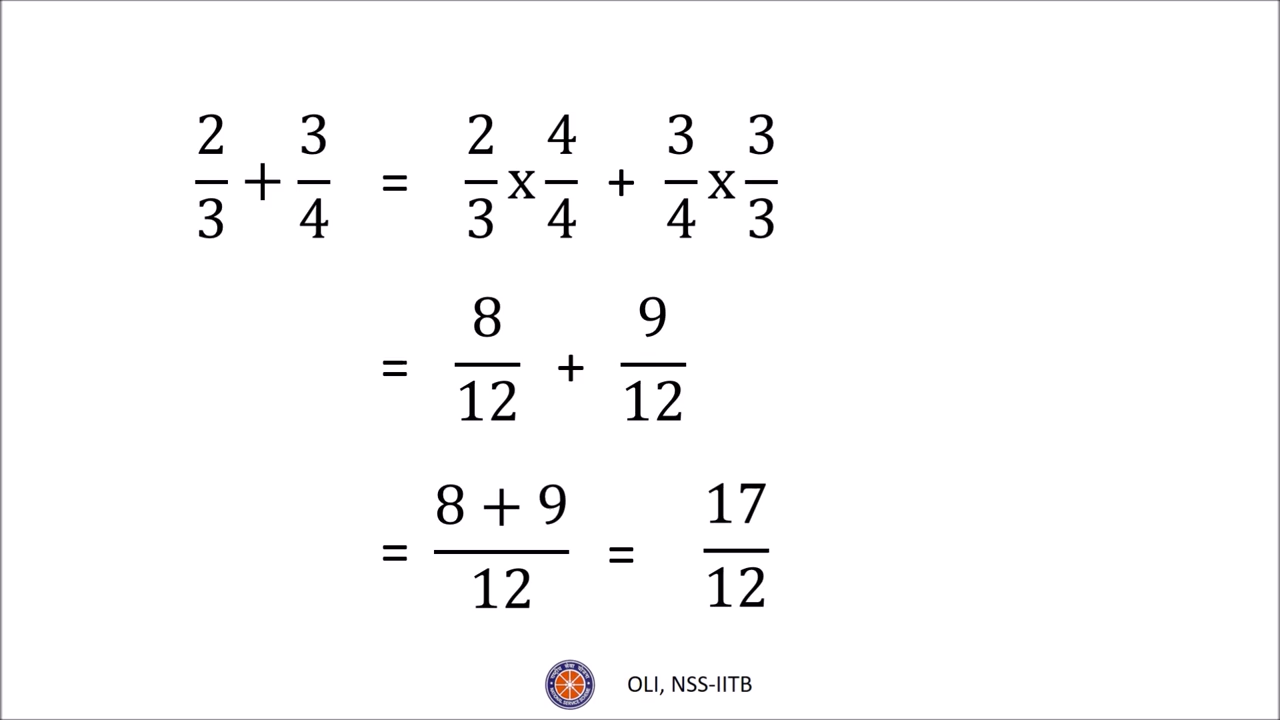 2/3 + 3/4 = 2/3 x 4/4 + 3/4 x 3/3
= 8/12 + 9/12
= 8 + 9/12 = 17/12
OLI, NSS-IITB